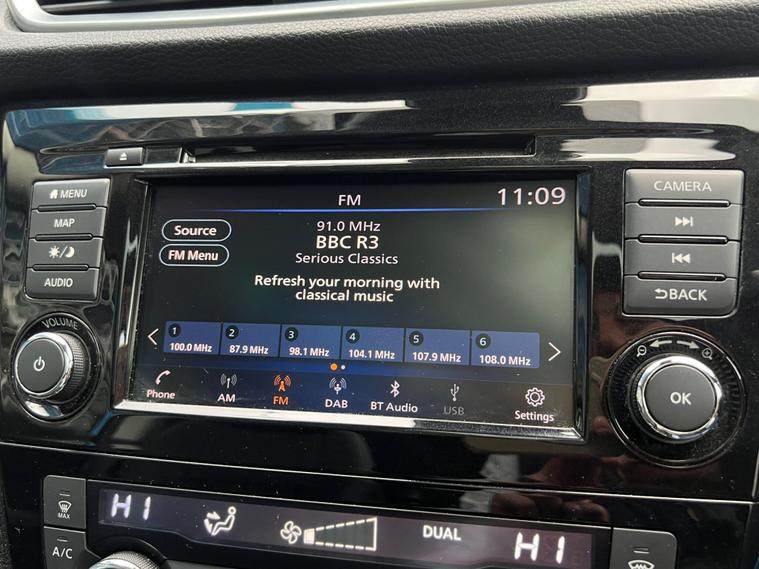 FM
11:09
MENU
MAP
AUDIO
VOLUME
Source
FM Menu
91.0 MHz
BBC R3
Serious Classics
Refresh your morning with
classical music
1 2 3 4 5 6
100.0 MHz 87.9 MHz 98.1 MHz 104.1 MHz 107.9 MHz 108.0 MHz
Phone AM FM DAB BT Audio USB Settings
CAMERA
BACK
OK
MAX
A/C
HI
DUAL
HI